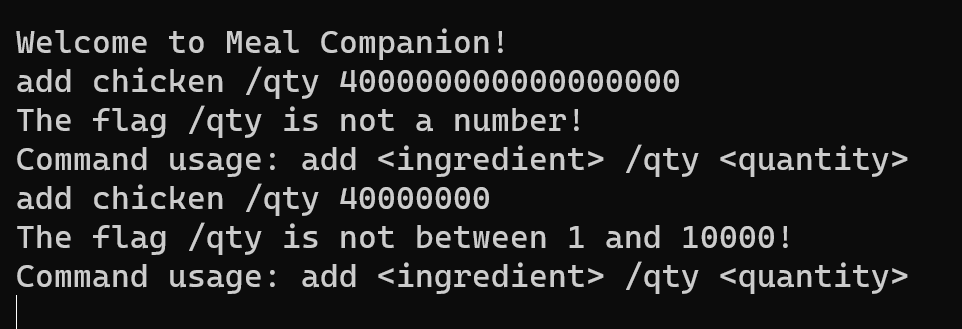 Welcome to Meal Companion!
add chicken /qty 400000000000000000
The flag /qty is not a number!
Command usage: add <ingredient> /qty <quantity>
add chicken /qty 40000000
The flag /qty is not between 1 and 10000!
Command usage: add <ingredient> /qty <quantity>